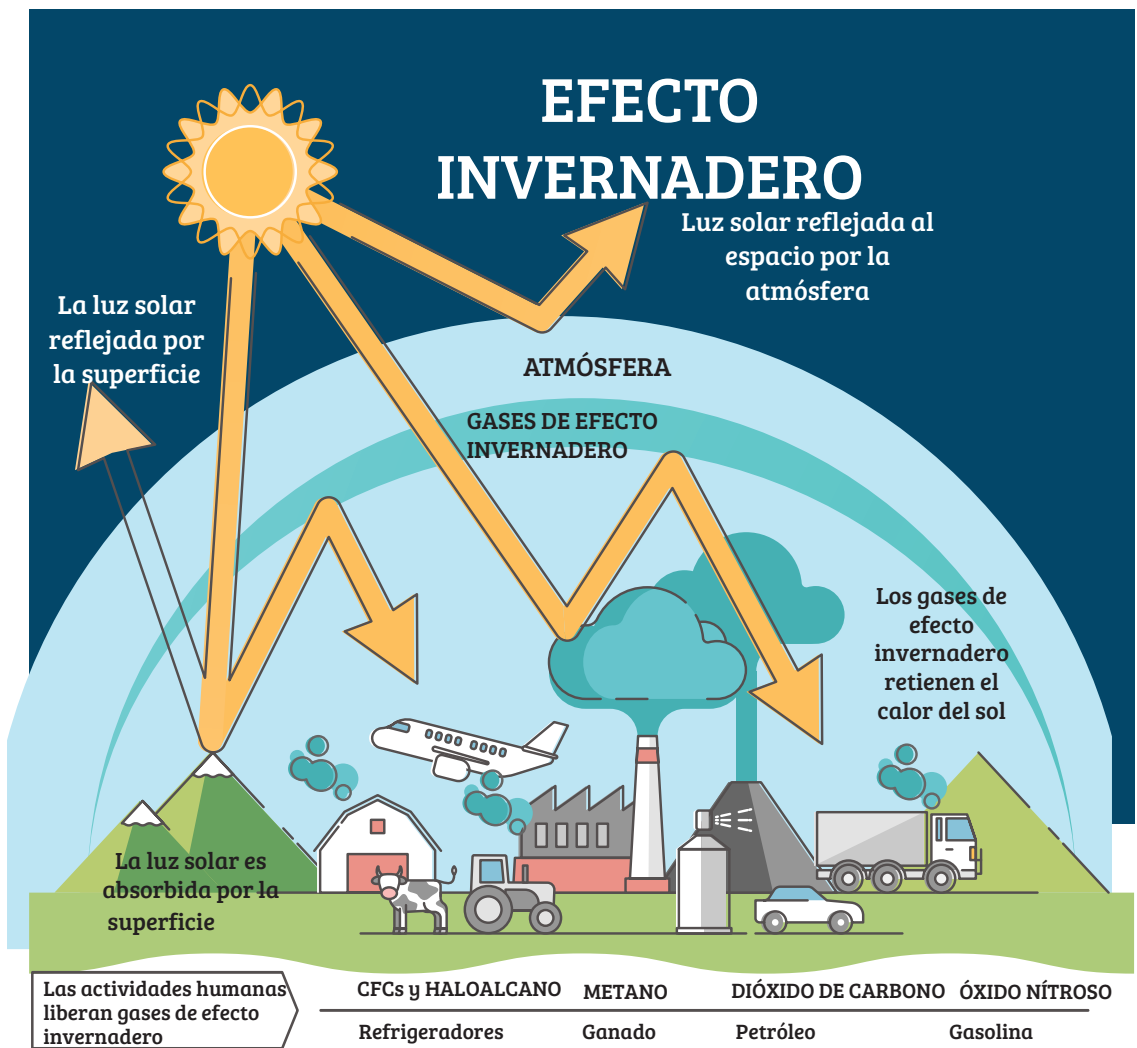 EFECTO
INVERNADERO
Luz solar reflejada al
espacio por la
atmósfera
La luz solar
reflejada por
la superficie
ATMÓSFERA
GASES DE EFECTO
INVERNADERO
Los gases de
efecto
invernadero
retienen el
calor del sol
La luz solar es
absorbida por la
superficie
Las actividades humanas
liberan gases de efecto
invernadero
CFCs y HALOALCANO METANO DIÓXIDO DE CARBONO ÓXIDO NÍTROSO
Refrigeradores Ganado Petróleo Gasolina